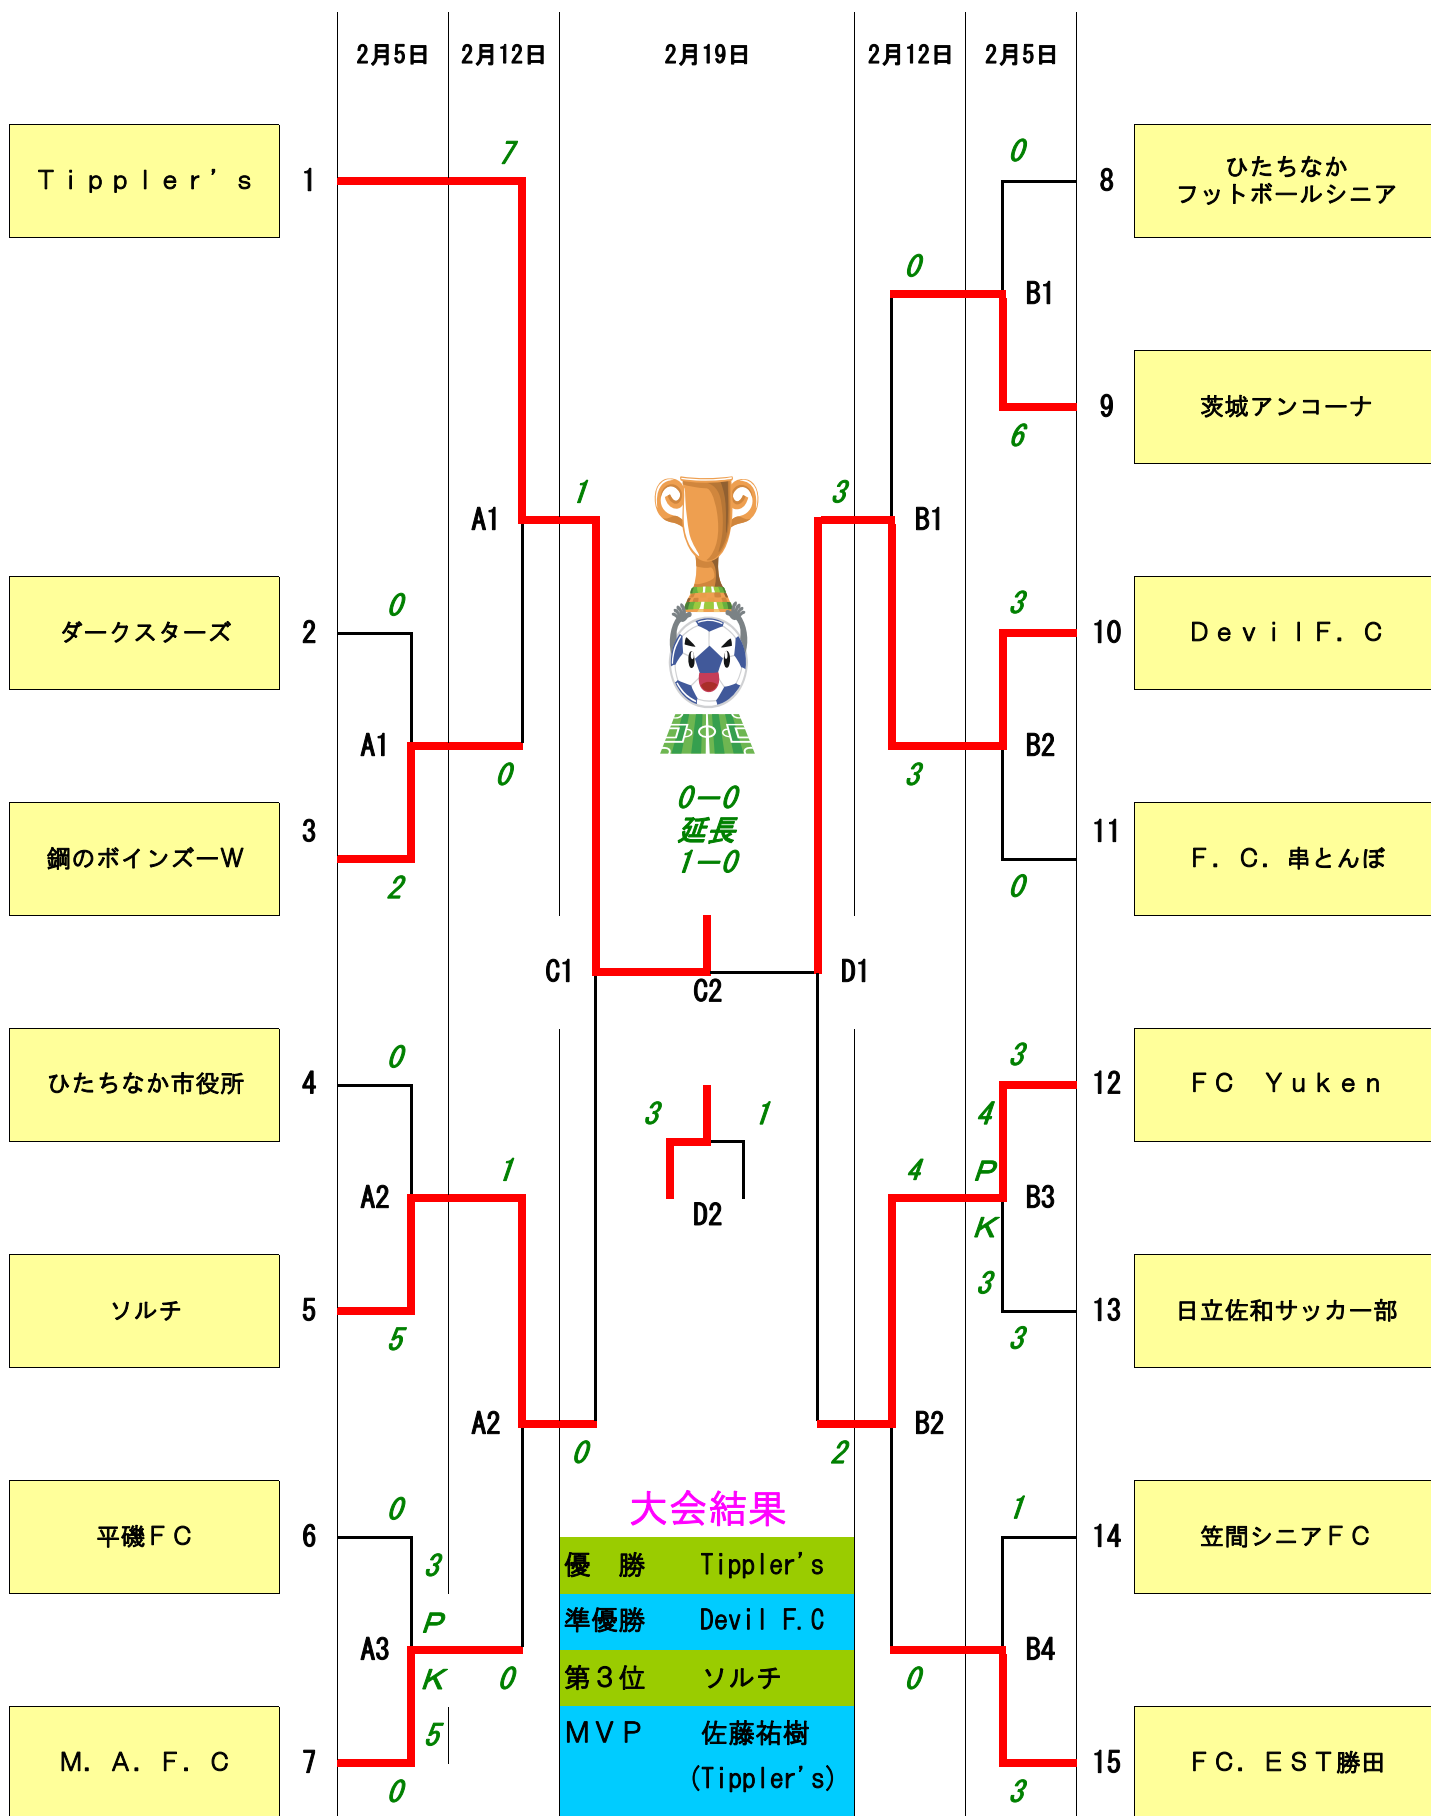 2月5日 2月12日 2月19日 2月12日 2月5日
7 0
Ｔｉｐｐｌｅｒ’ｓ 1 8 ひたちなか
フットボールシニア
0
B1
9 茨城アンコーナ
6
1 3
A1 B1
0 3
ダークスターズ 2 10 ＤｅｖｉｌＦ．Ｃ
A1 B2
0 3
0－0
延長
1－0
3 11
鋼のボインズーＷ Ｆ．Ｃ．串とんぼ
2 0
C1 D1
C2
0 3
ひたちなか市役所 4 12 ＦＣ　Ｙｕｋｅｎ
3 1 4
1 4 P
A2 B3
D2 K
3
ソルチ 5 13 日立佐和サッカー部
5 3
A2 B2
0 2
大会結果
0 1
平磯ＦＣ 6 14 笠間シニアＦＣ
優　勝 Tippler's
3
準優勝 Devil F.C
P
A3 B4
第３位 ソルチ
K 0 0
ＭＶＰ 佐藤祐樹
5
(Tippler's)
Ｍ．Ａ．Ｆ．Ｃ 7 15 ＦＣ．ＥＳＴ勝田
0 3